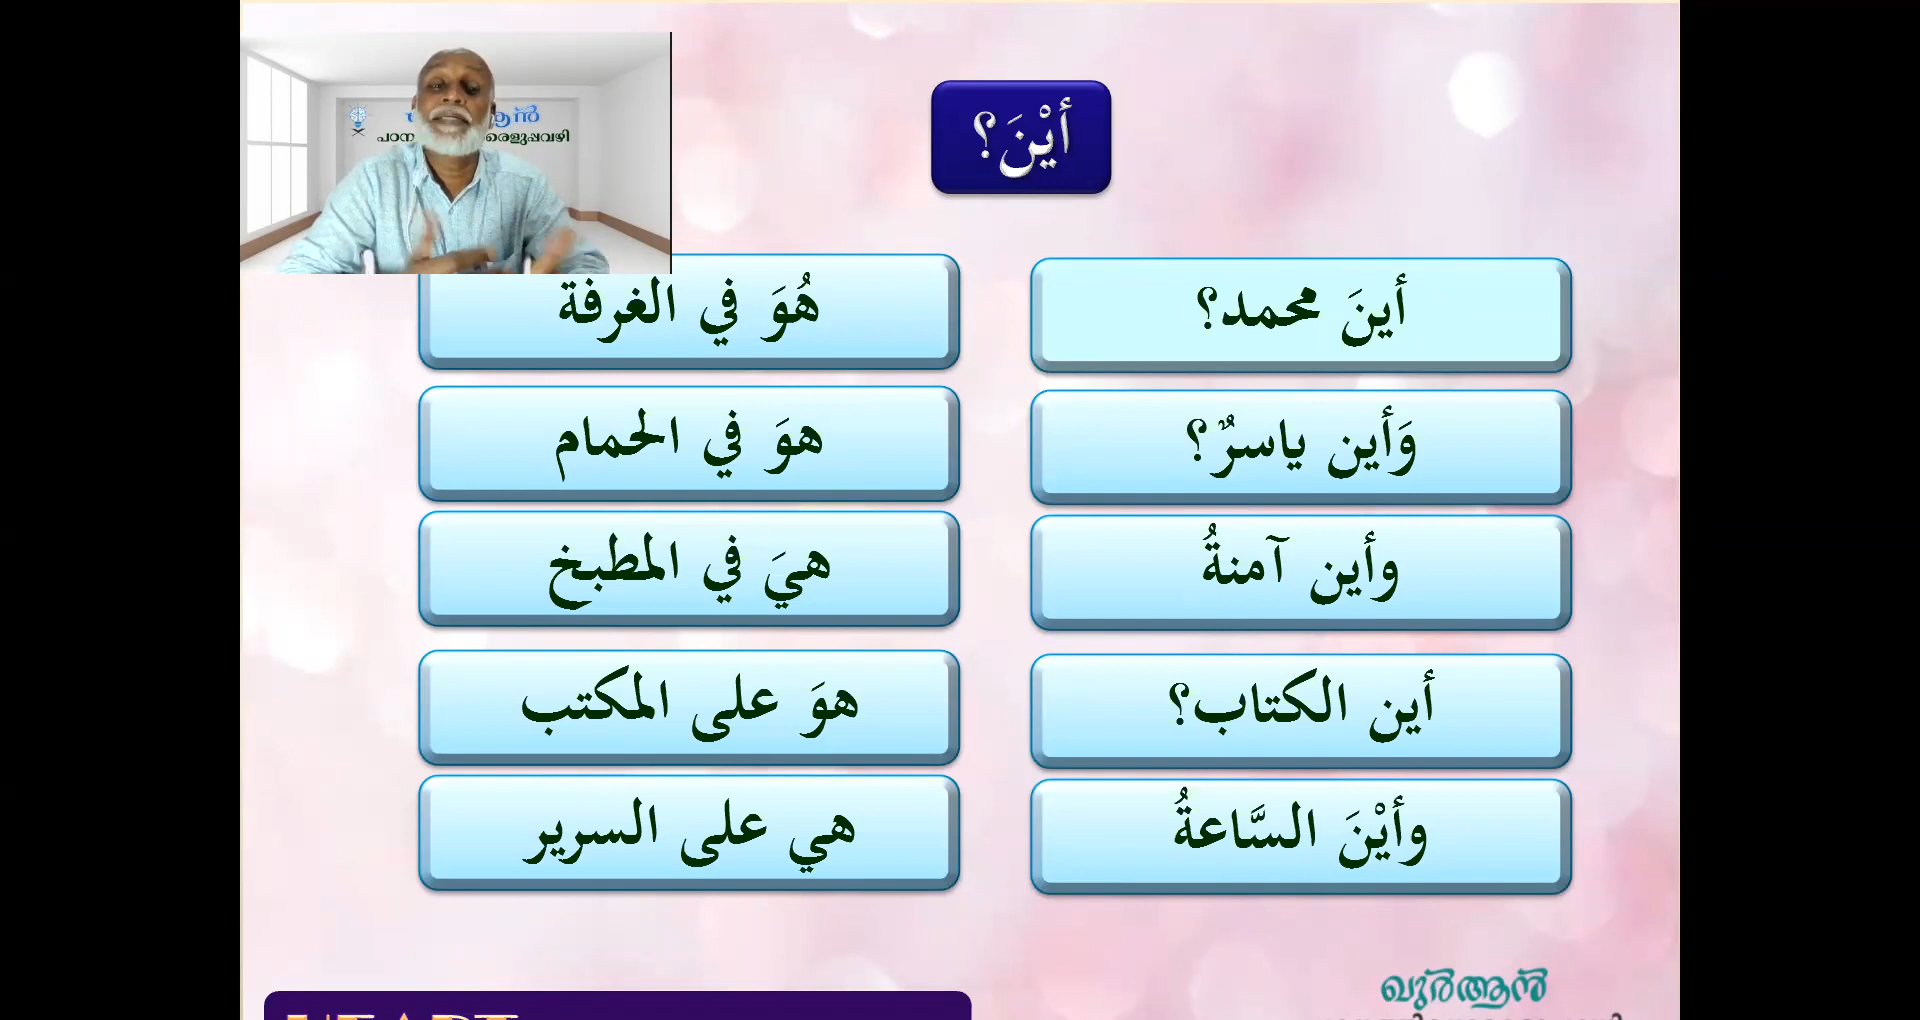 أيْنَ؟
أينَ محمد؟
هُوَ في الغرفة
وَأين ياسرٌ؟
هوَ في الحمام
وأين آمنةُ
هيَ في المطبخ
أين الكتاب؟
هوَ على المكتب
وأيْنَ السَّاعةُ
هي على السرير
ഖുർആൻ